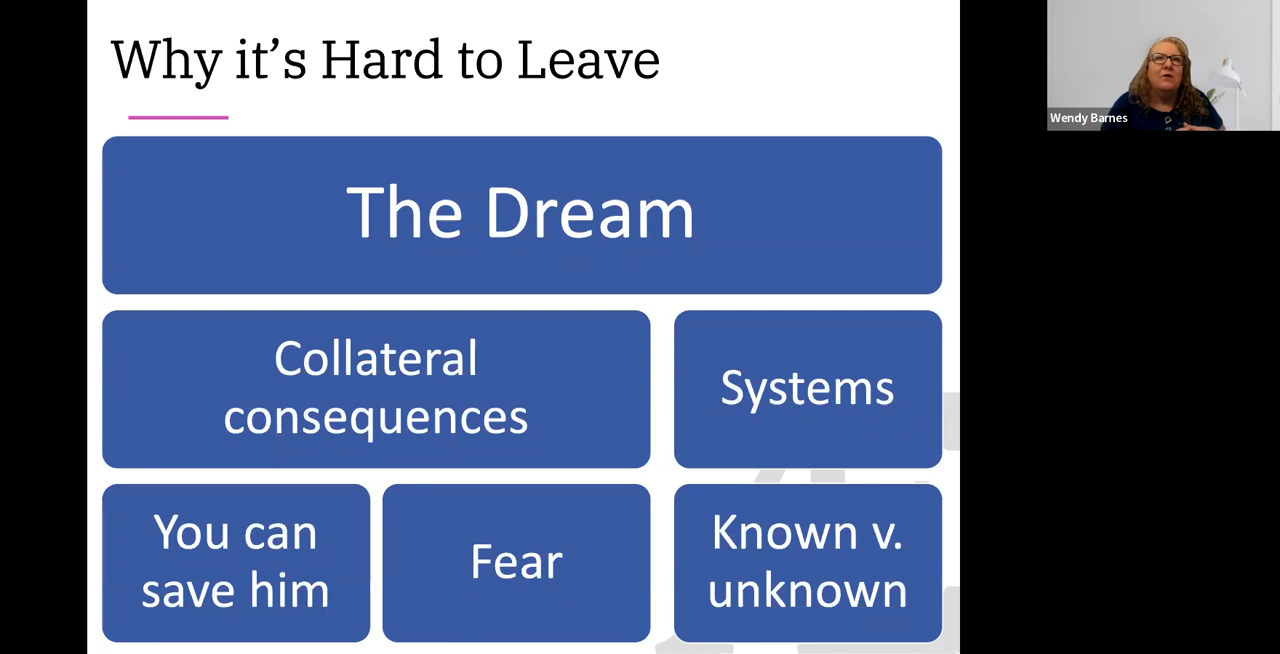 Why it’s Hard to Leave
Wendy Barnes
The Dream
Collateral
consequences
Systems
You can
save him
Fear
Known v.
unknown